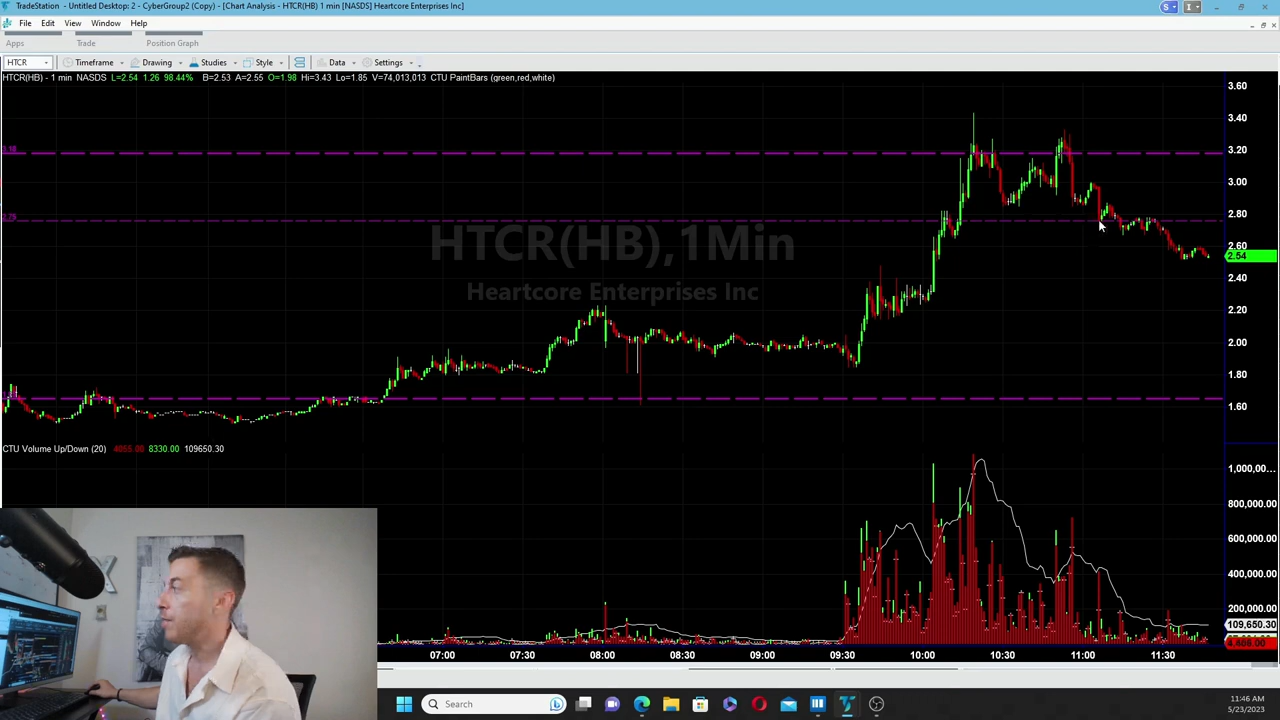 TradeStation - Untitled Desktop: 2 - CyberGroup2 (Copy) - [Chart Analysis - HTCR(HB) 1 min [NASDS] Heartcore Enterprises Inc]
File Edit View Window Help
Apps Trade Position Graph
HTCR Timeframe Drawing Studies Style Data Settings
HTCR(HB) - 1 min NASDS L=2.54 1.26 98.44% B=2.53 A=2.55 O=1.98 Hi=3.43 Lo=1.85 V=74,013,013 CTU PaintBars (green,red,white)
3.60
3.40
3.18
3.20
3.00
2.75
2.80
HTCR(HB),1Min
2.60
2.54
Heartcore Enterprises Inc
2.40
2.20
2.00
1.80
1.60
CTU Volume Up/Down (20) 4055.00 8330.00 109650.30
1,000,00...
800,000.00
600,000.00
400,000.00
200,000.00
109,650.30
07:00 07:30 08:00 08:30 09:00 09:30 10:00 10:30 11:00 11:30
Search
11:46 AM
5/23/2023